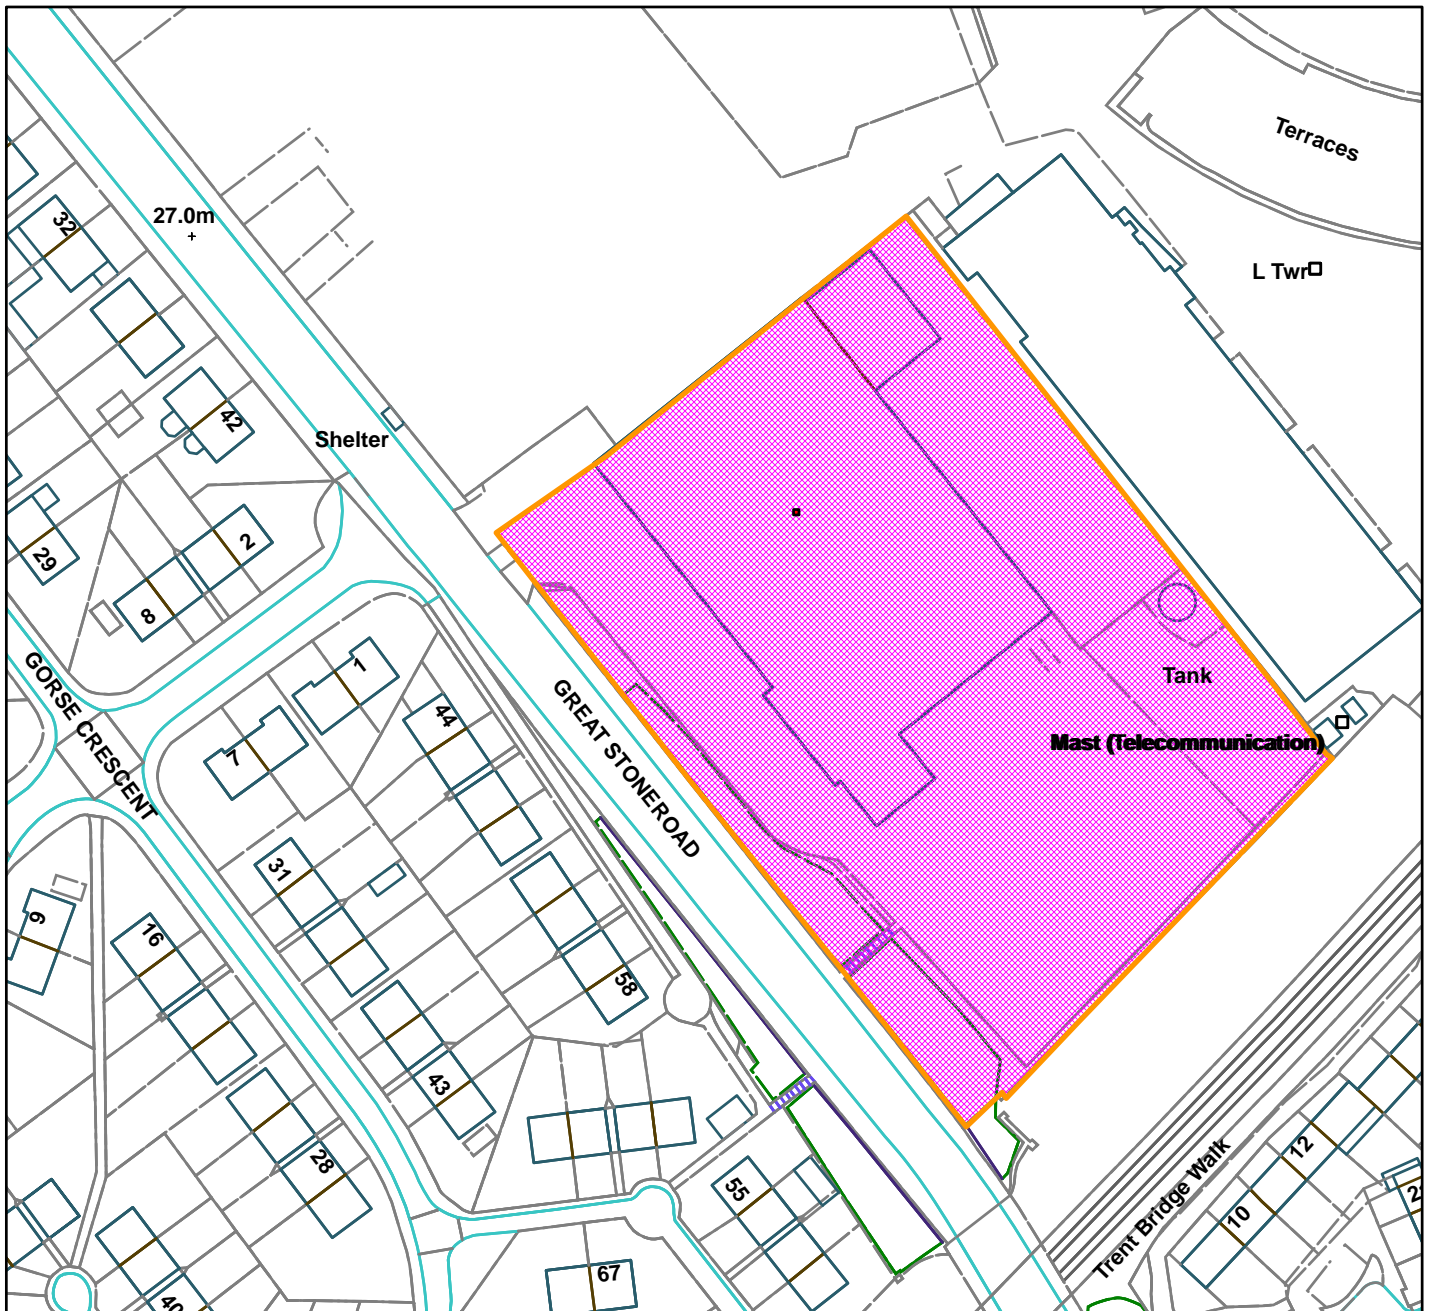 Terraces
32
27.0m
L Twr
42
Shelter
2
29
8
GORSE CRESCENT
1
44
7
GREAT STONEROAD
Tank
Mast (Telecommunication)
31
9
16
58
43
28
12
Trent Bridge Walk
55
10
2
67
40